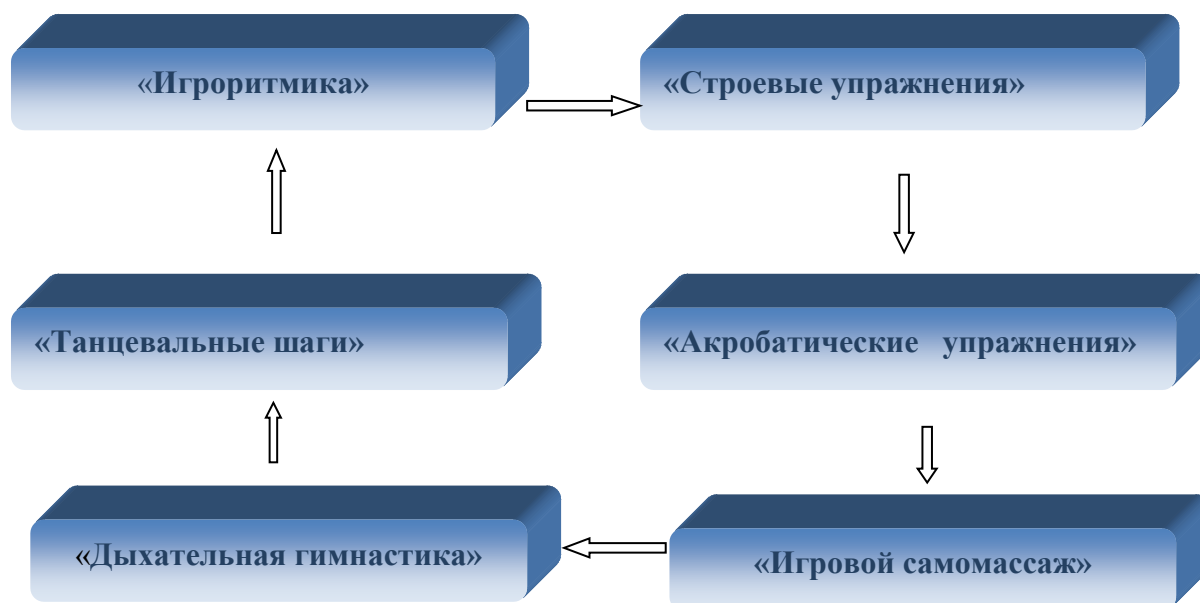 «Игроритмика»
«Строевые упражнения»
«Танцевальные шаги»
«Акробатические упражнения»
«Дыхательная гимнастика»
«Игровой самомассаж»